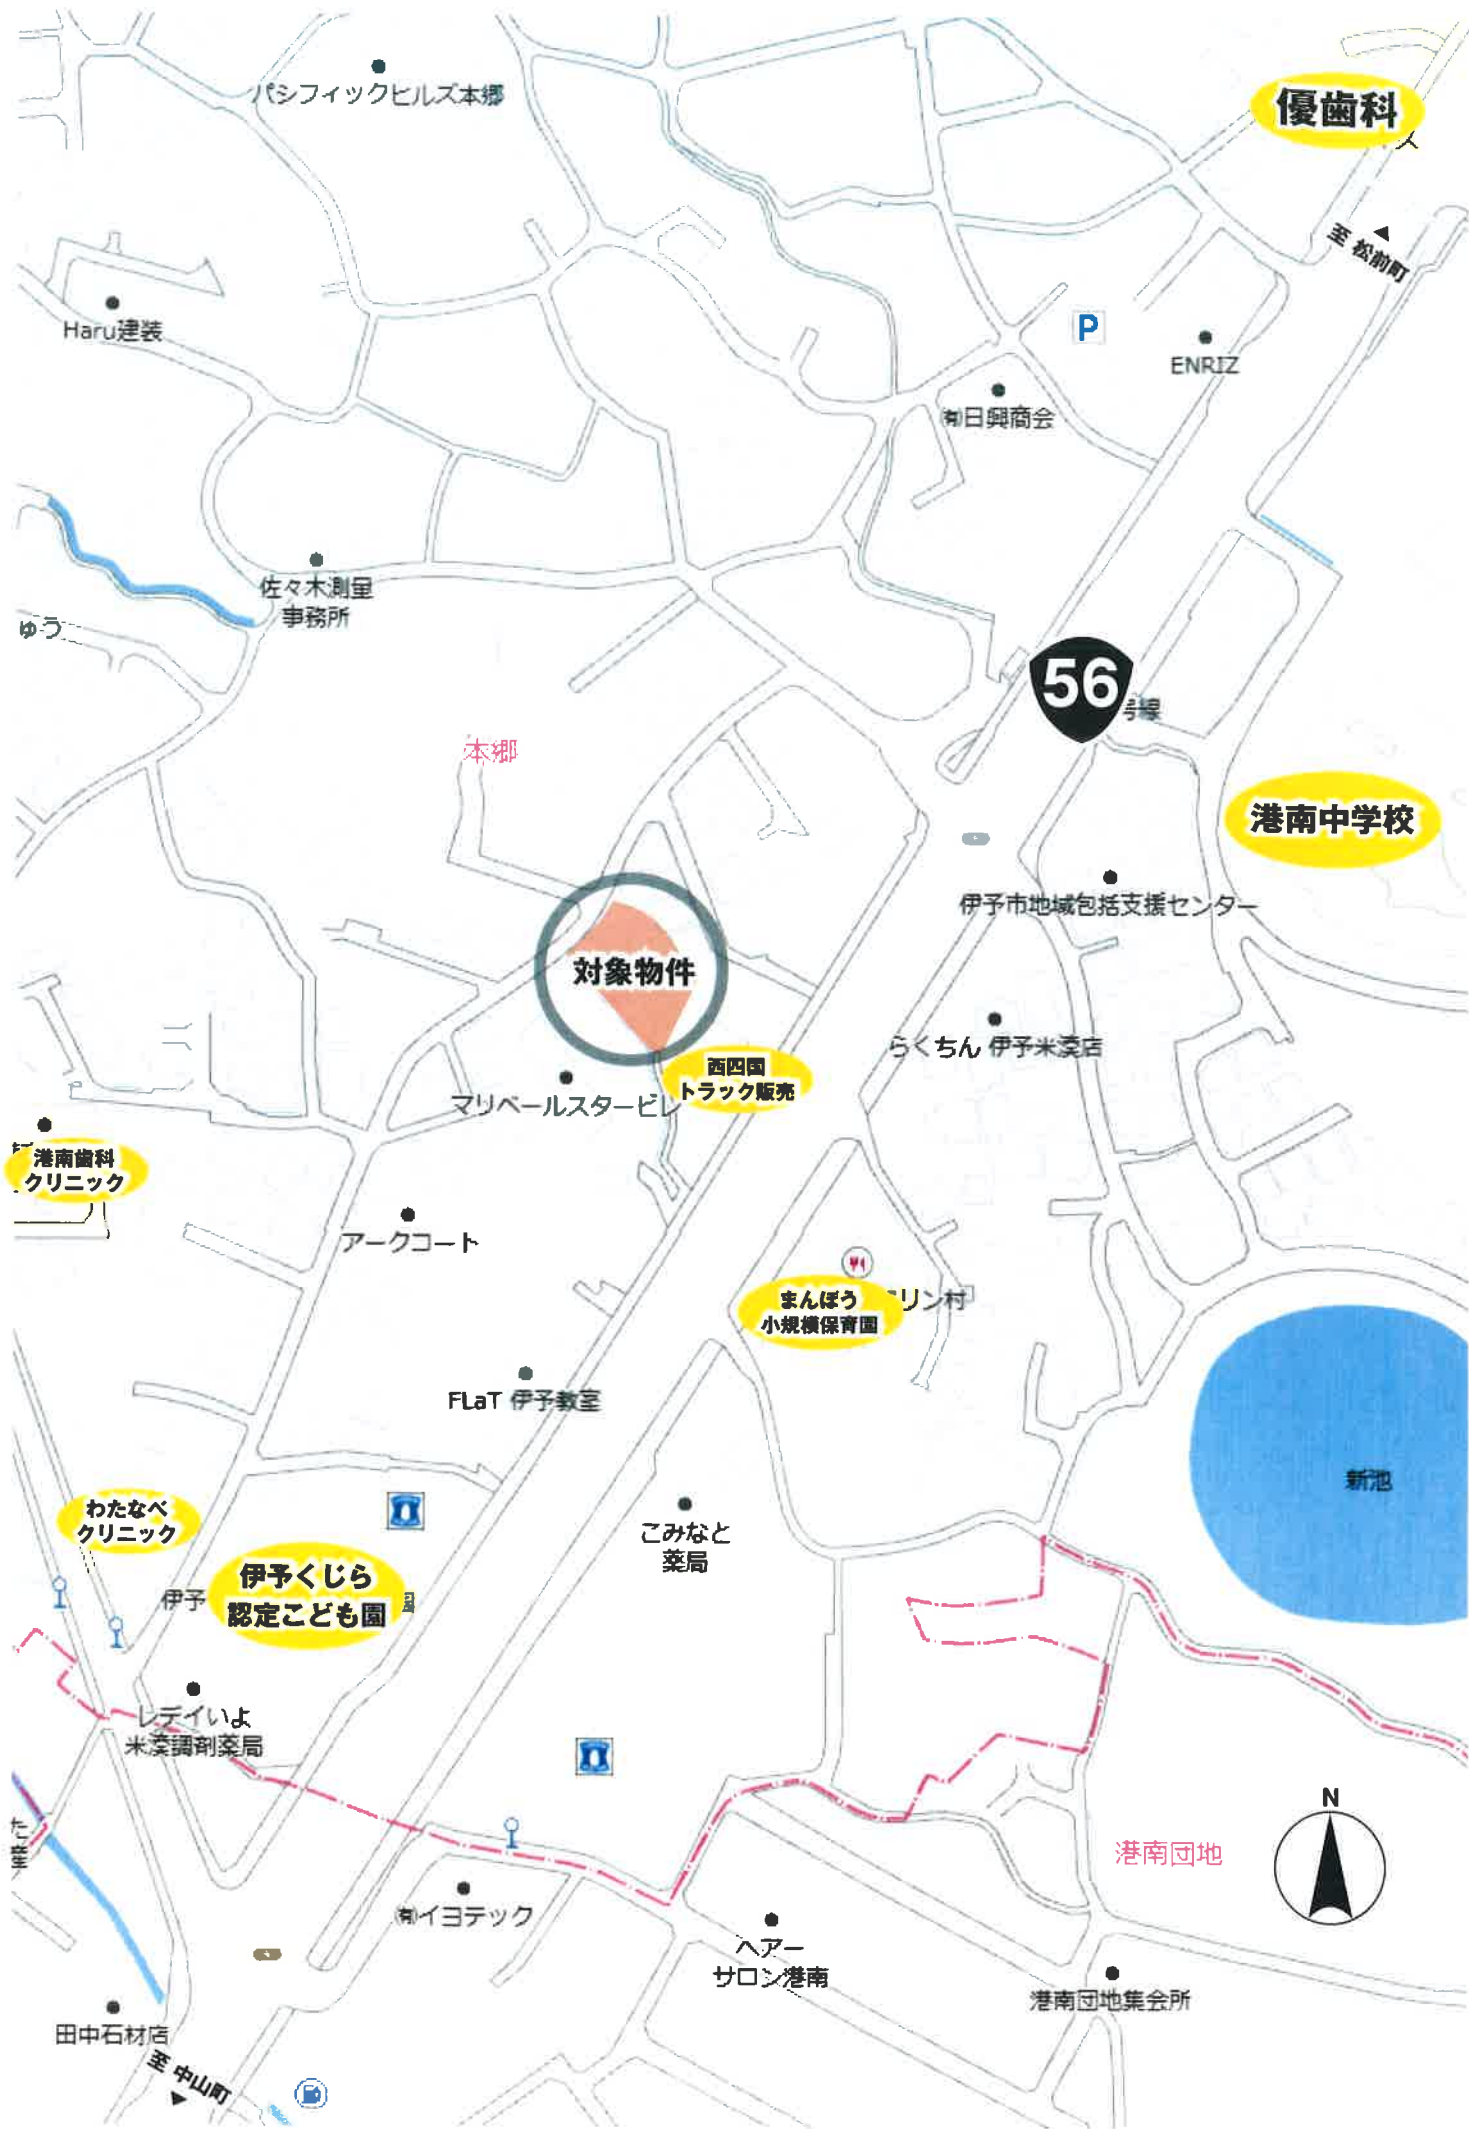 パシフィックヒルズ本郷
優歯科
ス
至 松前町
Haru建装
P
ENRIZ
㈲日興商会
佐々木測量
事務所
ゅう
56
号線
本郷
港南中学校
伊予市地域包括支援センター
対象物件
らくちん 伊予米湊店
西四国
トラック販売
マリベールスタービレ
港南歯科
クリニック
アークコート
まんぼう
小規模保育園
リン村
FLaT 伊予教室
新池
わたなべ
クリニック
こみなと
薬局
伊予
伊予くじら
認定こども園
園
レデイいよ
米湊調剤薬局
N
港南団地
㈲イヨテック
ヘアー
サロン港南
港南団地集会所
田中石材店
至 中山町